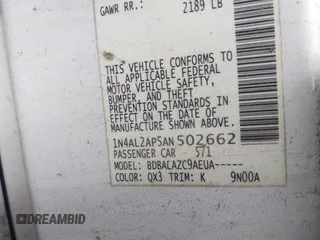 GAWR RR.: 2189 LB
THIS VEHICLE CONFORMS TO
ALL APPLICABLE FEDERAL
MOTOR VEHICLE SAFETY,
BUMPER, AND THEFT
PREVENTION STANDARDS IN
EFFECT ON THE DATE OF
MANUFACTURE SHOWN ABOVE.
1N4AL2AP5AN502662
PASSENGER CAR 571
MODEL: BDBALAZC9AEUA-----
COLOR: QX3 TRIM: K 9N00A
DREAMBID